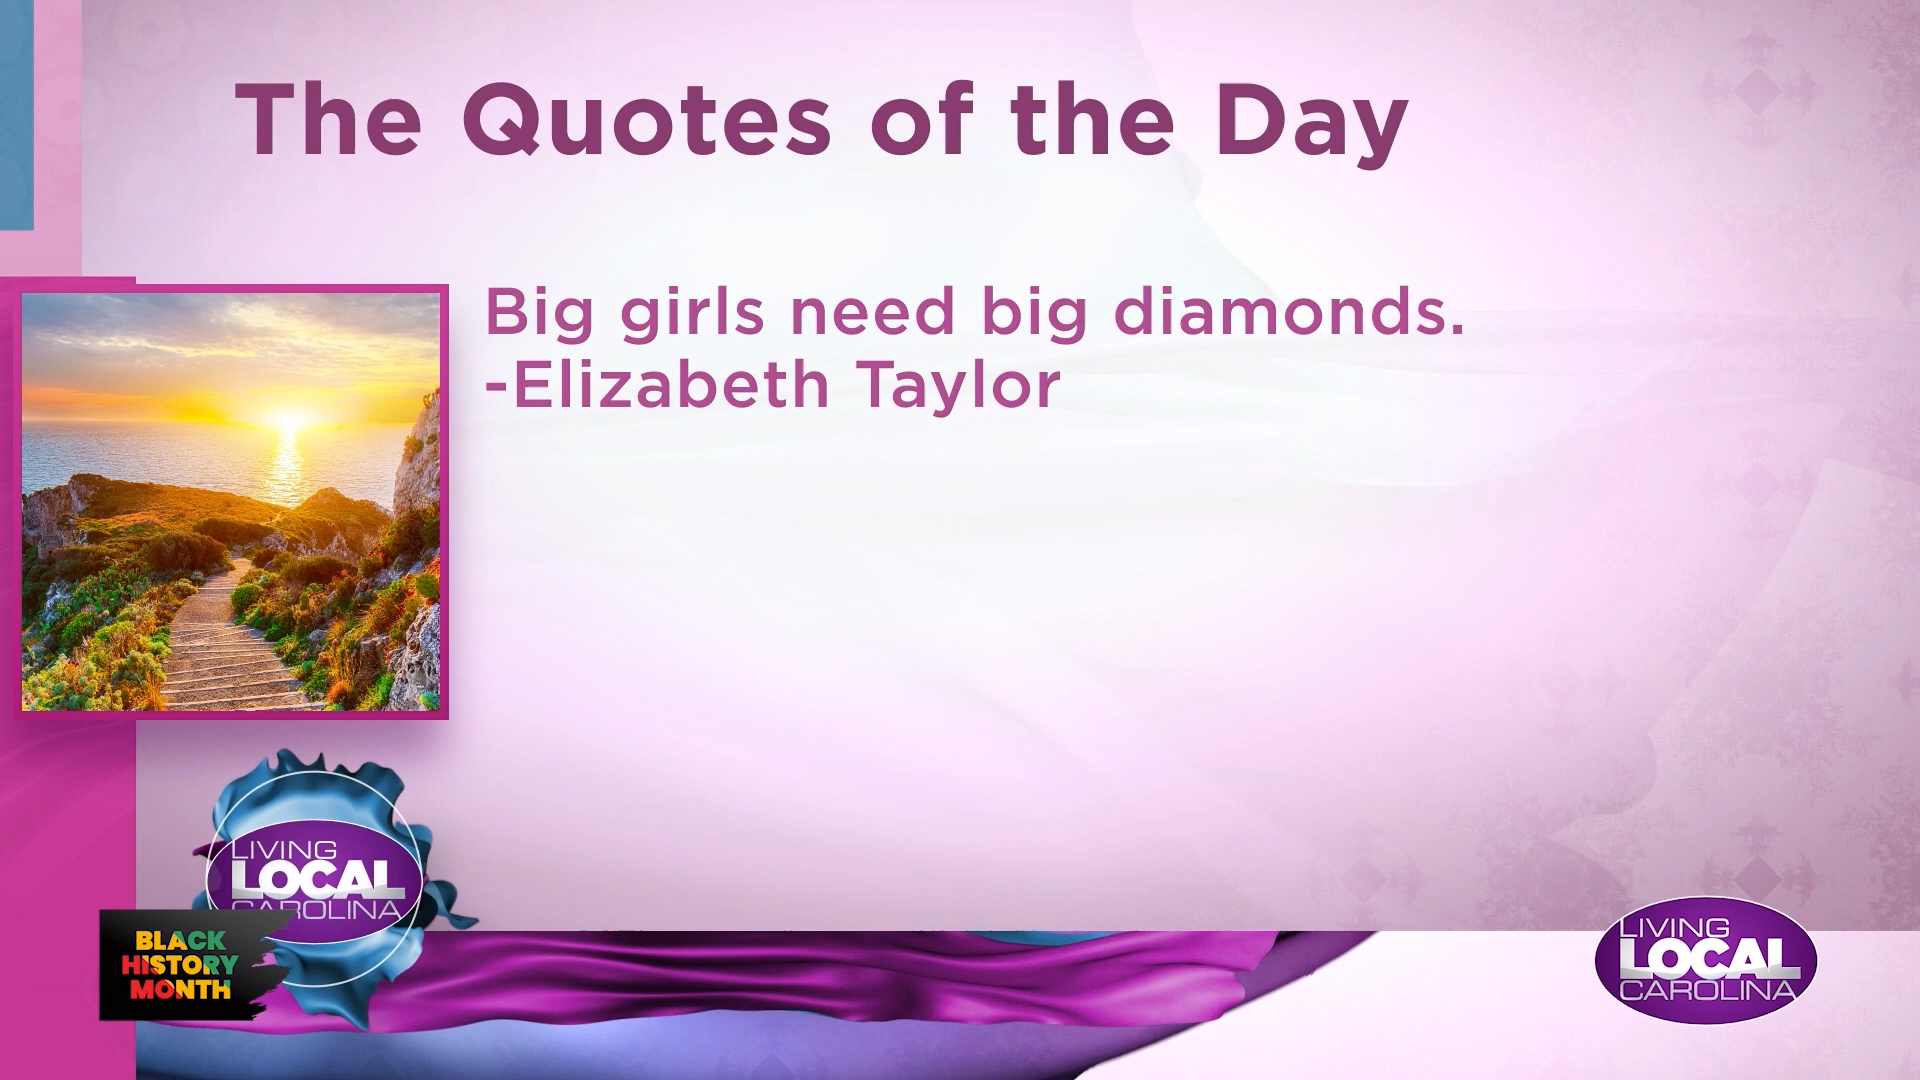 The Quotes of the Day
Big girls need big diamonds.
-Elizabeth Taylor
LIVING
LOCAL
CAROLINA
BLACK
HISTORY
MONTH
LIVING
LOCAL
CAROLINA